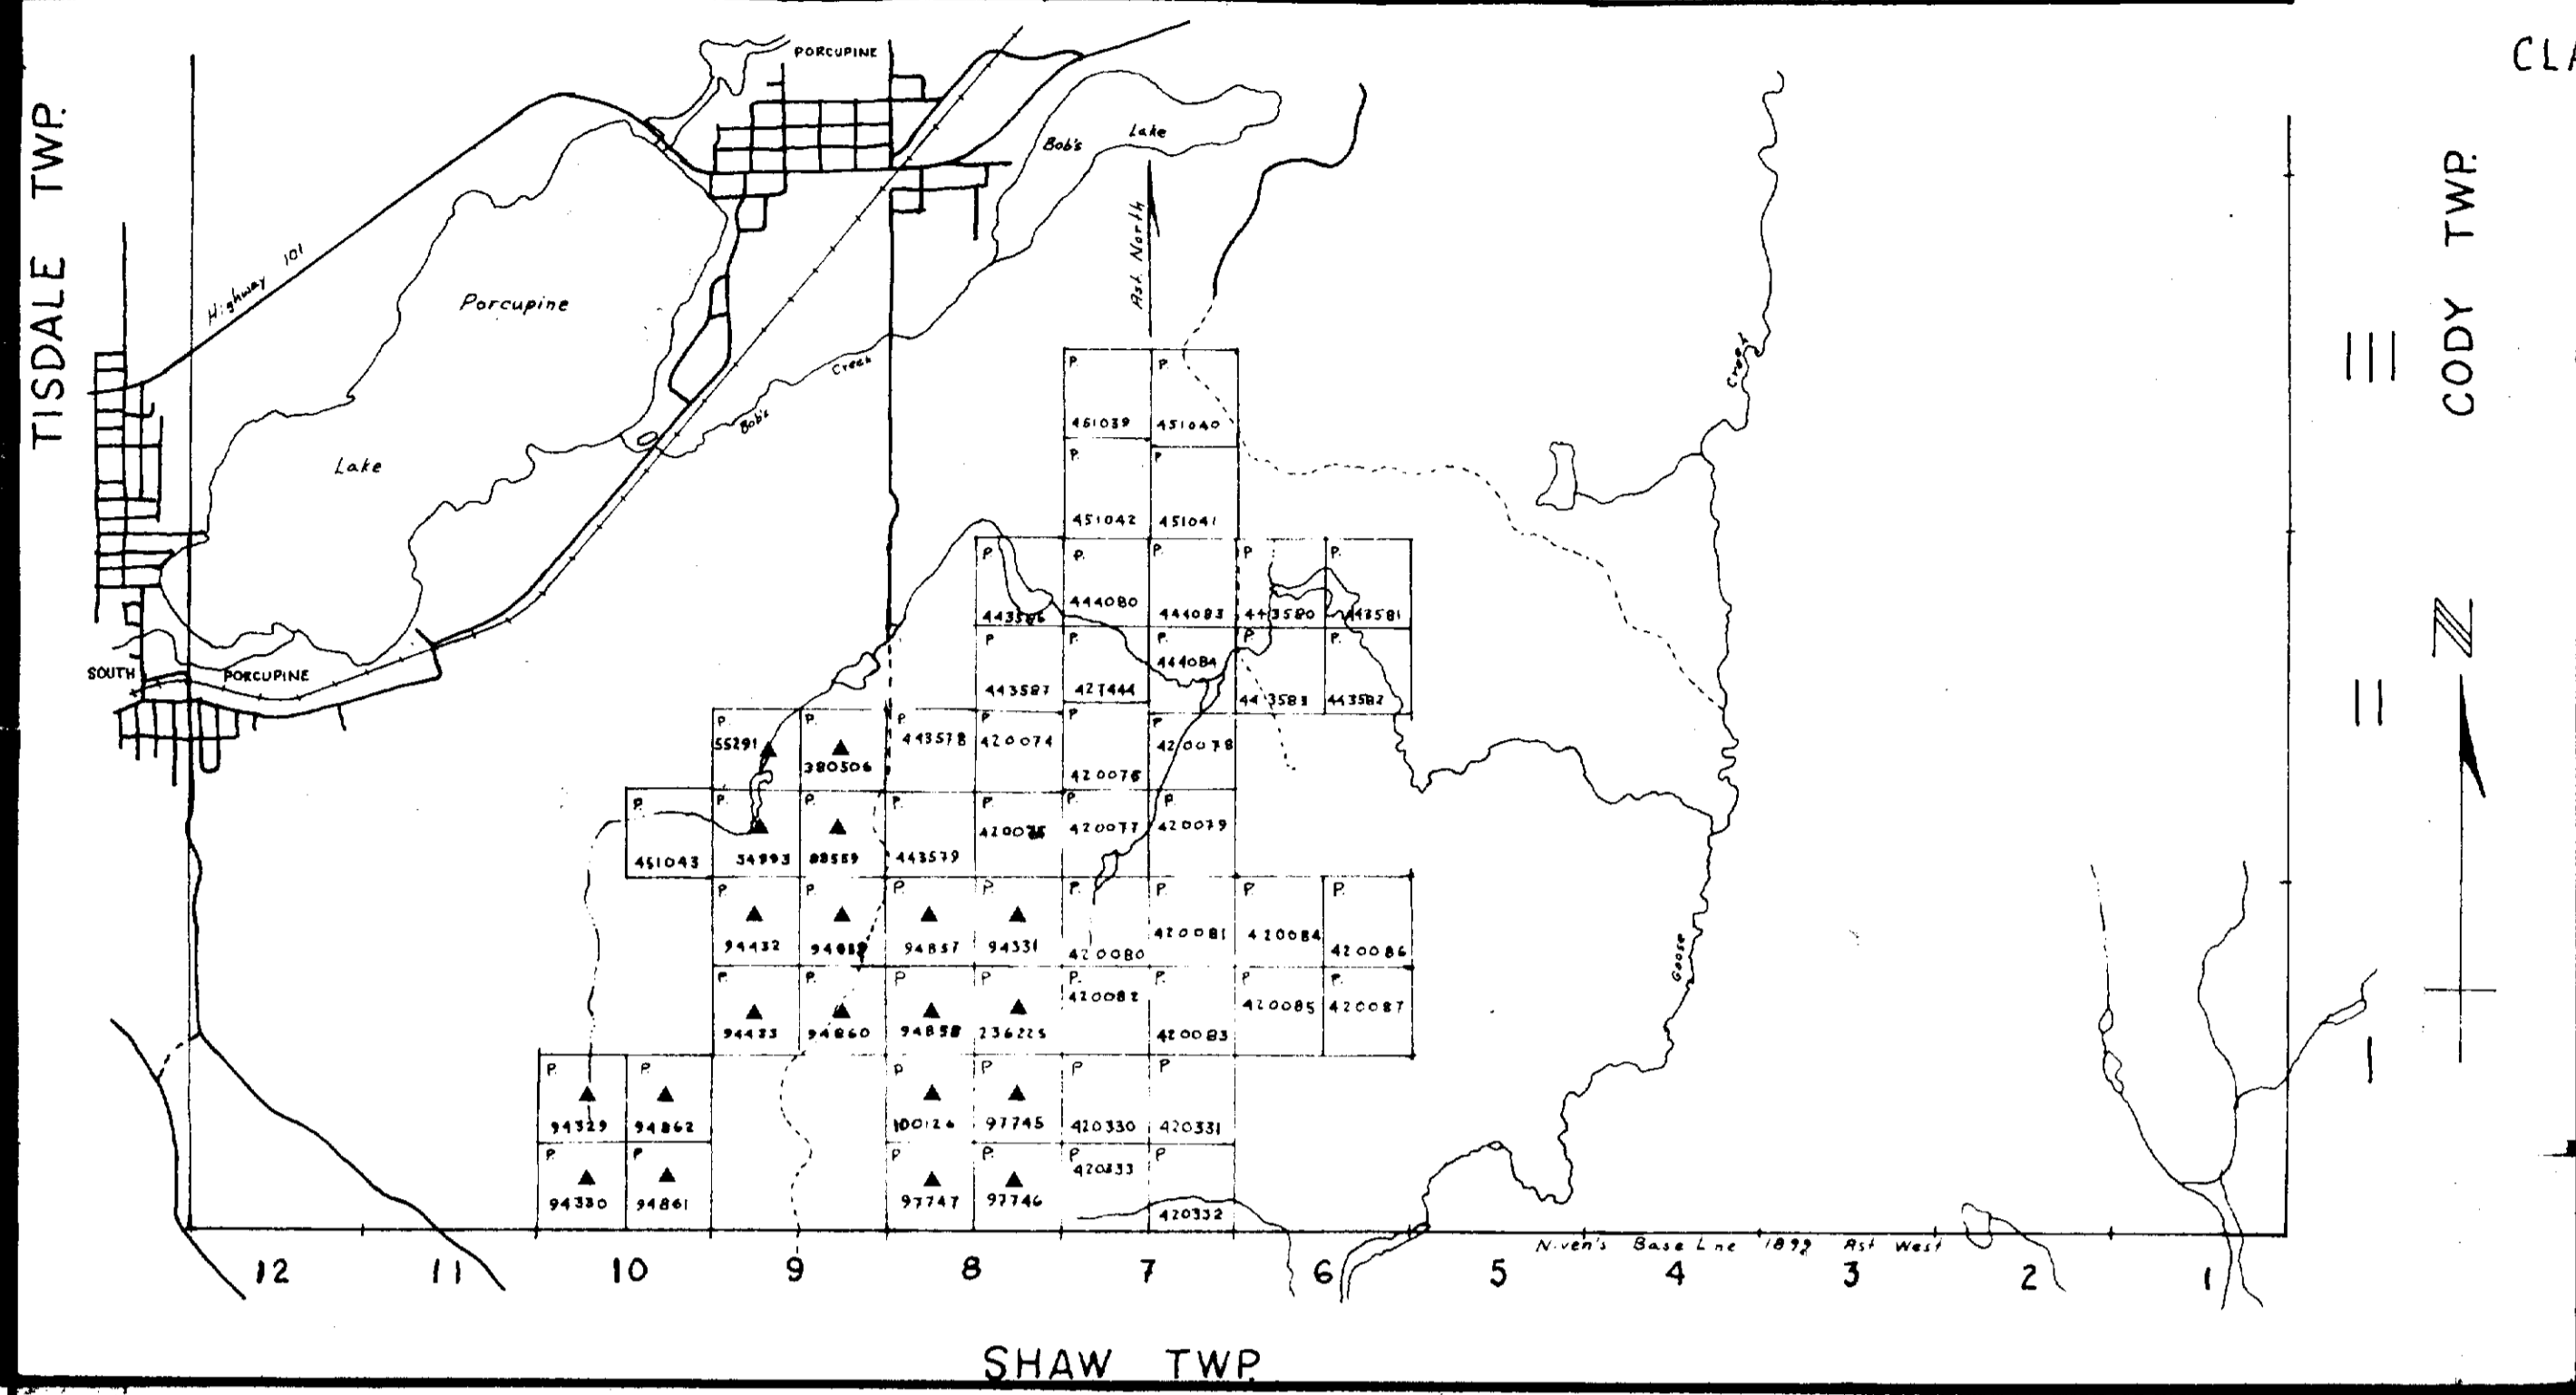 CLA
PORCUPINE
TISDALE TWP.
CODY TWP.
Highway 101
Porcupine
Lake
Bob's Lake
Ast. North
Bob's Creek
Creek
Goose
III
II
I
N
SOUTH PORCUPINE
P. P.
451039 451040
P. P
451042 451041
P. P. P. P. P.
443586 444080 444083 443580 443581
P P. P. P. P.
443587 427444 444084 443583 443582
P. P. P. P. P P
55291 380506 443578 420074 420076 420078
P. P. P. P. P. P. P.
451043 54993 88559 443579 420077 420079
P. P. P. P. P. P. P. P.
94432 94857 94331 420080 420081 420084 420086
P. P. P P P. P. P. P.
94433 94860 94858 236225 420082 420083 420085 420087
P. P. P P P P
94329 94862 100126 97745 420330 420331
P. P P P. P P
94330 94861 97747 97746 420333 420332
Niven's Base Line Ast West
12 11 10 9 8 7 6 5 4 3 2 1
SHAW TWP.